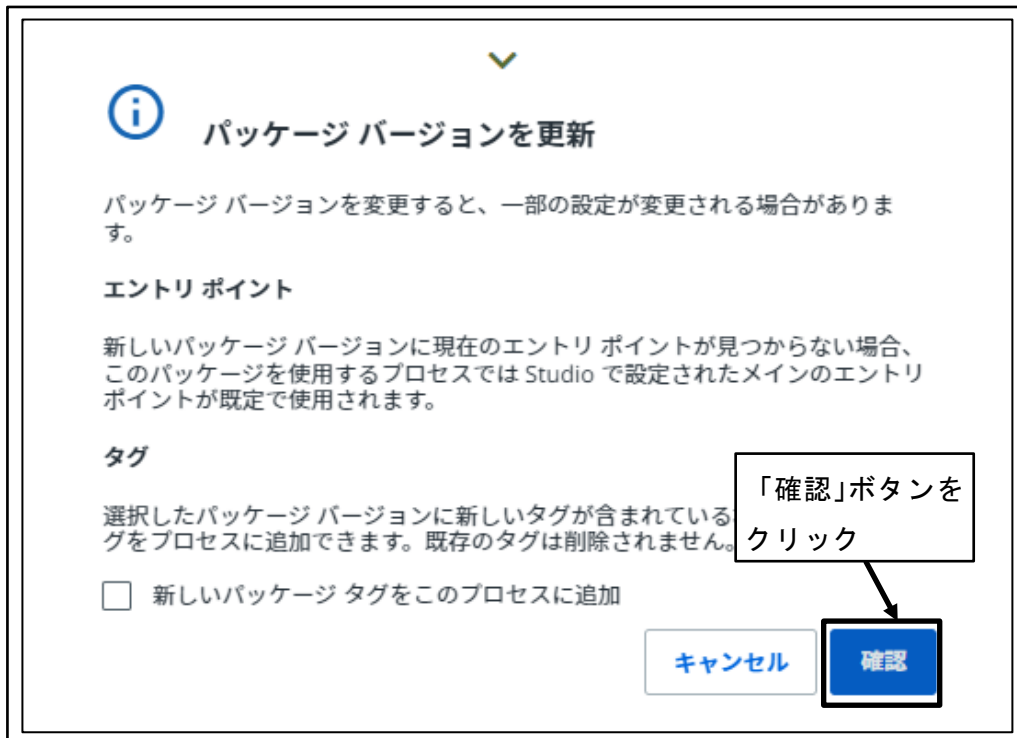 パッケージ バージョンを更新
パッケージ バージョンを変更すると、一部の設定が変更される場合がありま
す。
エントリ ポイント
新しいパッケージ バージョンに現在のエントリ ポイントが見つからない場合、
このパッケージを使用するプロセスでは Studio で設定されたメインのエントリ
ポイントが既定で使用されます。
タグ
選択したパッケージ バージョンに新しいタグが含まれている
グをプロセスに追加できます。既存のタグは削除されません。
「確認」ボタンを
クリック
新しいパッケージ タグをこのプロセスに追加
キャンセル
確認